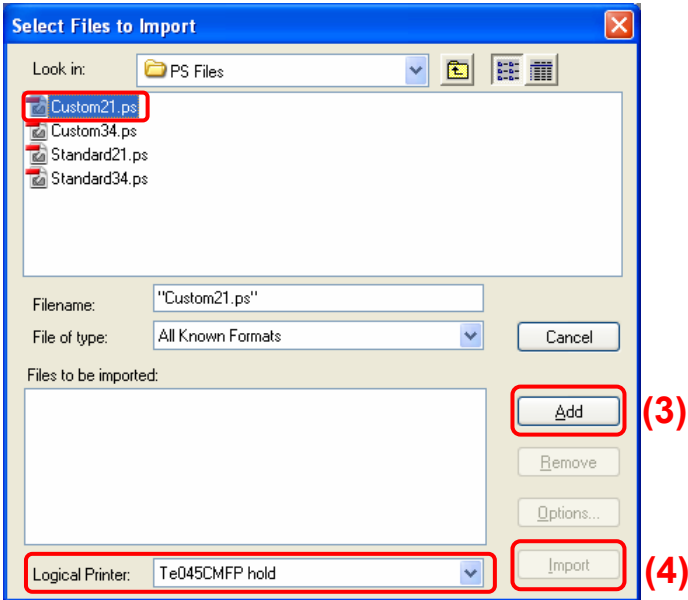 Select Files to Import
Look in: PS Files
Custom21.ps
Custom34.ps
Standard21.ps
Standard34.ps
Filename: "Custom21.ps"
File of type: All Known Formats Cancel
Files to be imported:
Add (3)
Remove
Options...
Logical Printer: Te045CMFP hold Import (4)